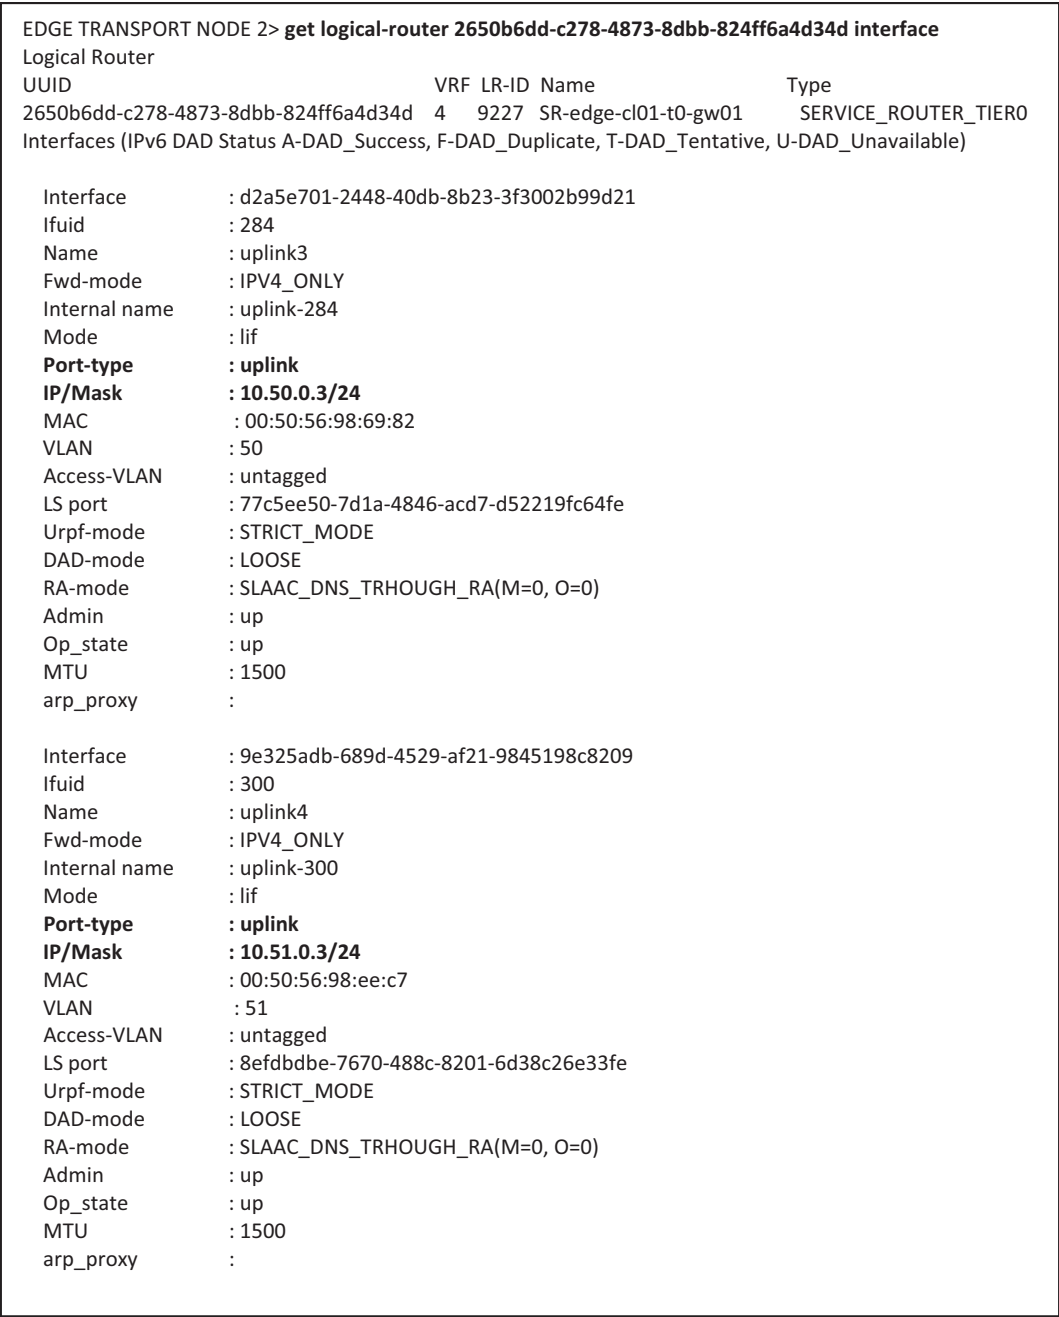 EDGE TRANSPORT NODE 2> get logical-router 2650b6dd-c278-4873-8dbb-824ff6a4d34d interface
Logical Router
UUID VRF LR-ID Name Type
2650b6dd-c278-4873-8dbb-824ff6a4d34d 4 9227 SR-edge-cl01-t0-gw01 SERVICE_ROUTER_TIER0
Interfaces (IPv6 DAD Status A-DAD_Success, F-DAD_Duplicate, T-DAD_Tentative, U-DAD_Unavailable)
Interface : d2a5e701-2448-40db-8b23-3f3002b99d21
Ifuid : 284
Name : uplink3
Fwd-mode : IPV4_ONLY
Internal name : uplink-284
Mode : lif
Port-type : uplink
IP/Mask : 10.50.0.3/24
MAC : 00:50:56:98:69:82
VLAN : 50
Access-VLAN : untagged
LS port : 77c5ee50-7d1a-4846-acd7-d52219fc64fe
Urpf-mode : STRICT_MODE
DAD-mode : LOOSE
RA-mode : SLAAC_DNS_TRHOUGH_RA(M=0, O=0)
Admin : up
Op_state : up
MTU : 1500
arp_proxy :
Interface : 9e325adb-689d-4529-af21-9845198c8209
Ifuid : 300
Name : uplink4
Fwd-mode : IPV4_ONLY
Internal name : uplink-300
Mode : lif
Port-type : uplink
IP/Mask : 10.51.0.3/24
MAC : 00:50:56:98:ee:c7
VLAN : 51
Access-VLAN : untagged
LS port : 8efdbdbe-7670-488c-8201-6d38c26e33fe
Urpf-mode : STRICT_MODE
DAD-mode : LOOSE
RA-mode : SLAAC_DNS_TRHOUGH_RA(M=0, O=0)
Admin : up
Op_state : up
MTU : 1500
arp_proxy :